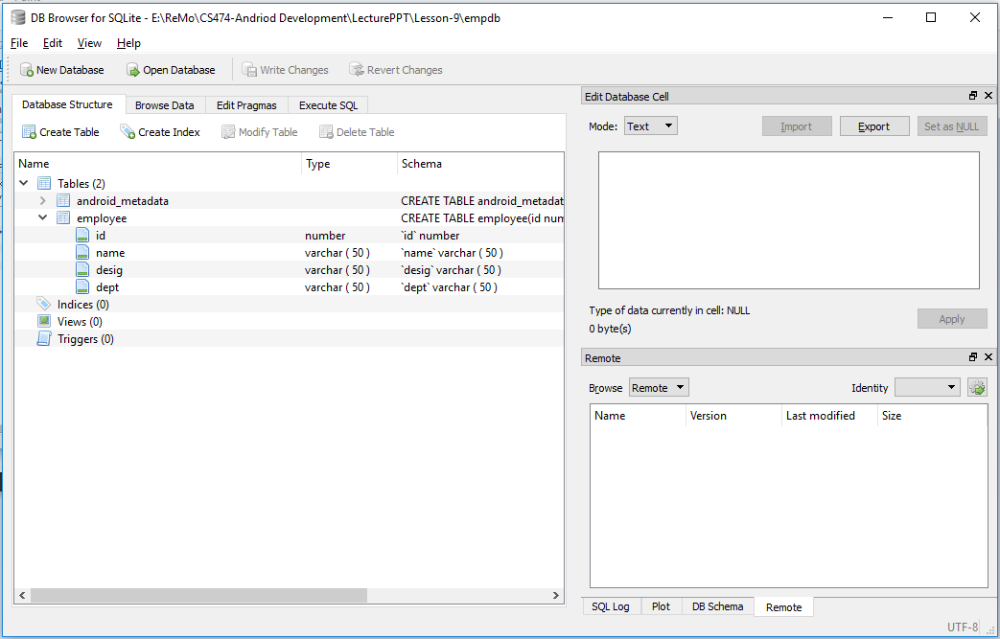 DB Browser for SQLite - E:\ReMo\CS474-Andriod Development\LecturePPT\Lesson-9\empdb
File Edit View Help
New Database Open Database Write Changes Revert Changes
Database Structure Browse Data Edit Pragmas Execute SQL
Create Table Create Index Modify Table Delete Table
Name Type Schema
Tables (2)
android_metadata CREATE TABLE android_metadat
employee CREATE TABLE employee(id num
id number `id` number
name varchar ( 50 ) `name` varchar ( 50 )
desig varchar ( 50 ) `desig` varchar ( 50 )
dept varchar ( 50 ) `dept` varchar ( 50 )
Indices (0)
Views (0)
Triggers (0)
Edit Database Cell
Mode: Text Import Export Set as NULL
Type of data currently in cell: NULL
0 byte(s)
Apply
Remote
Browse Remote Identity
Name Version Last modified Size
SQL Log Plot DB Schema Remote
UTF-8